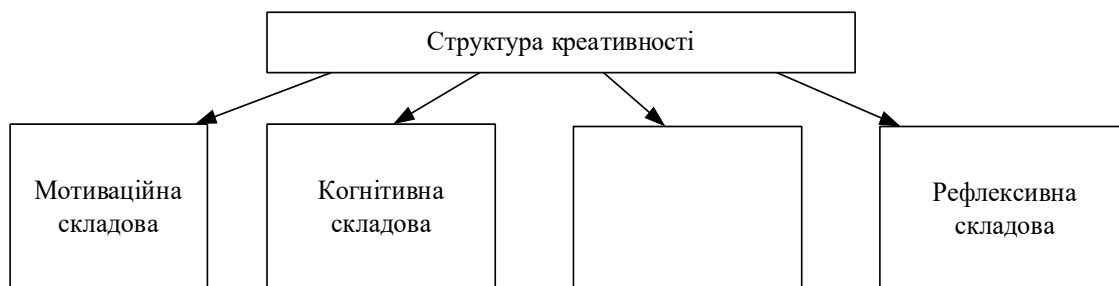 Структура креативності
Мотиваційна
складова
Когнітивна
складова
Рефлексивна
складова